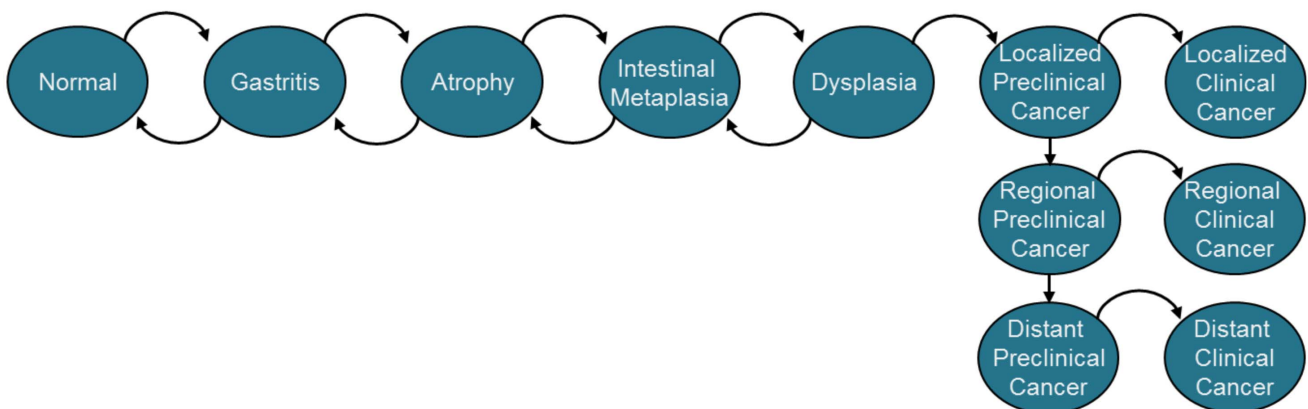 Normal
Gastritis
Atrophy
Intestinal
Metaplasia
Dysplasia
Localized
Preclinical
Cancer
Localized
Clinical
Cancer
Regional
Preclinical
Cancer
Regional
Clinical
Cancer
Distant
Preclinical
Cancer
Distant
Clinical
Cancer